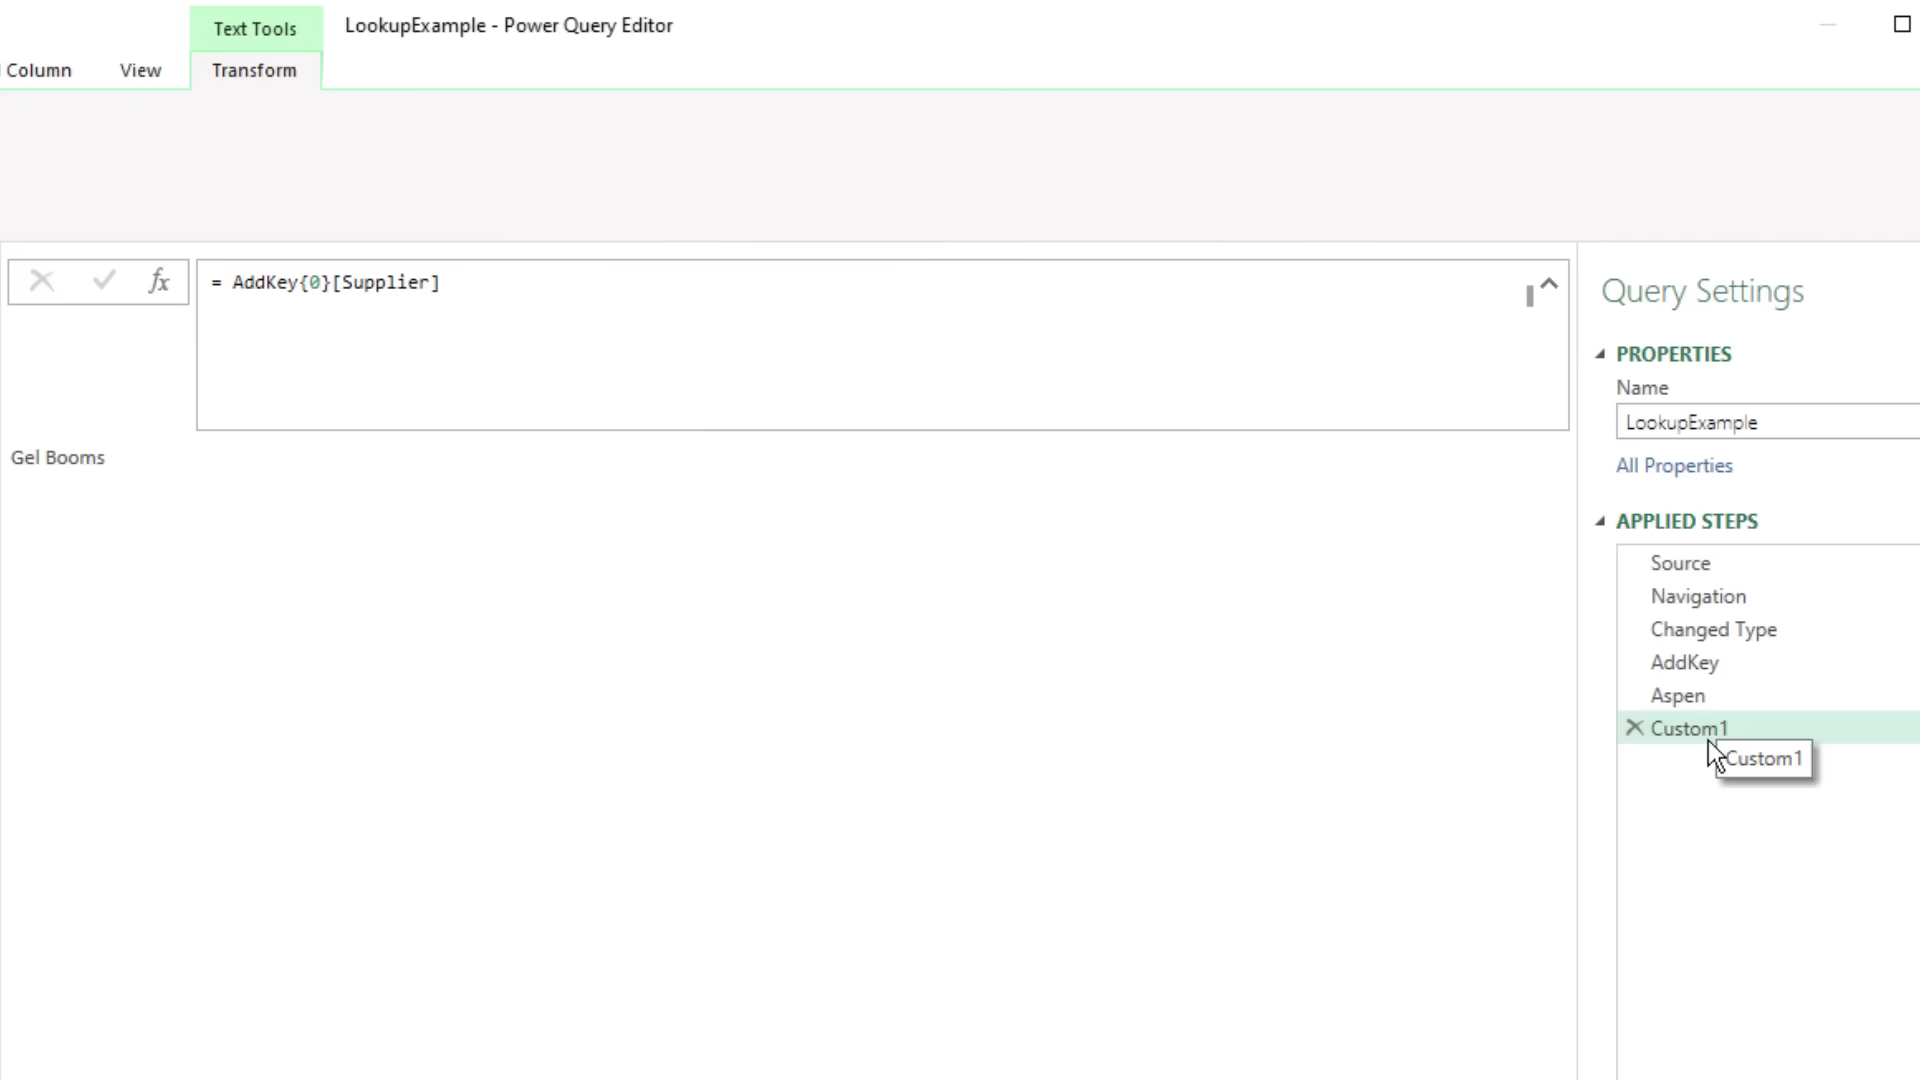 Text Tools
LookupExample - Power Query Editor
Column
View
Transform
fx
= AddKey{0}[Supplier]
Gel Booms
Query Settings
PROPERTIES
Name
LookupExample
All Properties
APPLIED STEPS
Source
Navigation
Changed Type
AddKey
Aspen
Custom1
Custom1